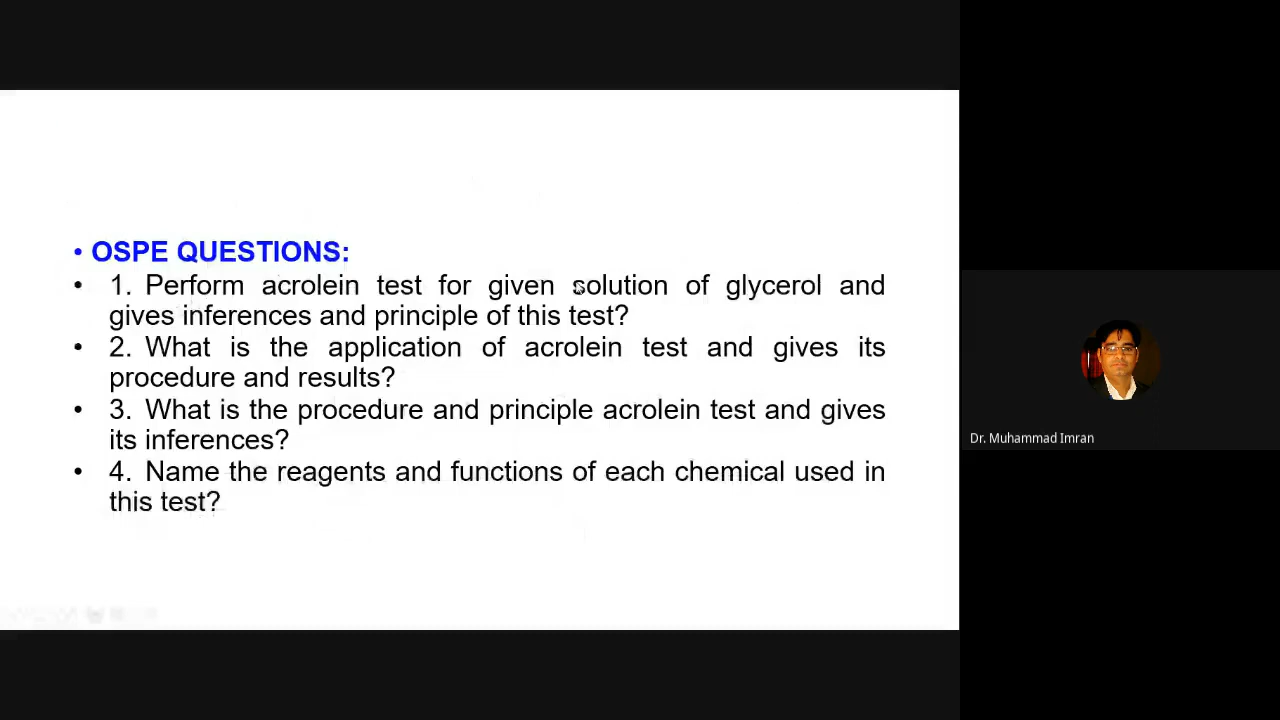 • OSPE QUESTIONS:
• 1. Perform acrolein test for given solution of glycerol and
gives inferences and principle of this test?
• 2. What is the application of acrolein test and gives its
procedure and results?
• 3. What is the procedure and principle acrolein test and gives
its inferences?
• 4. Name the reagents and functions of each chemical used in
this test?
Dr. Muhammad Imran